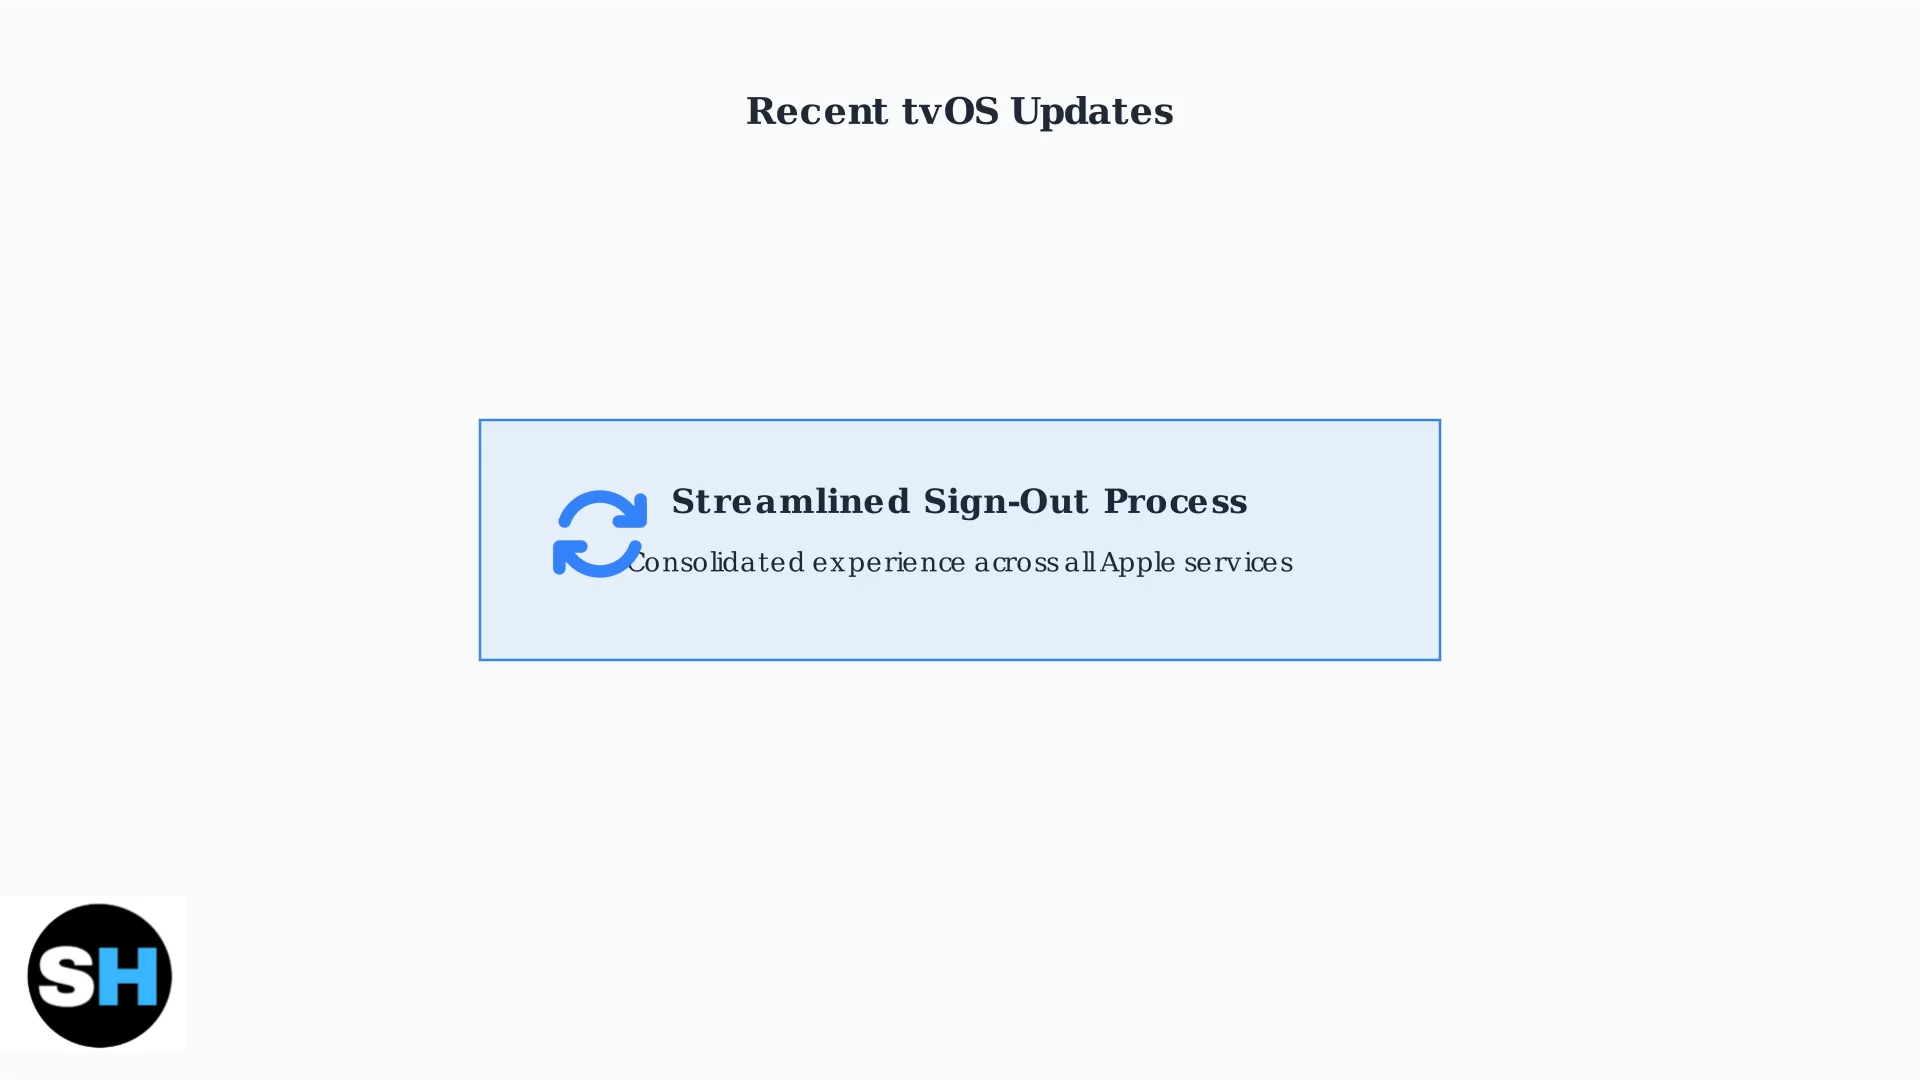 Recent tvOS Updates
Streamlined Sign-Out Process
Consolidated experience across all Apple services
SH